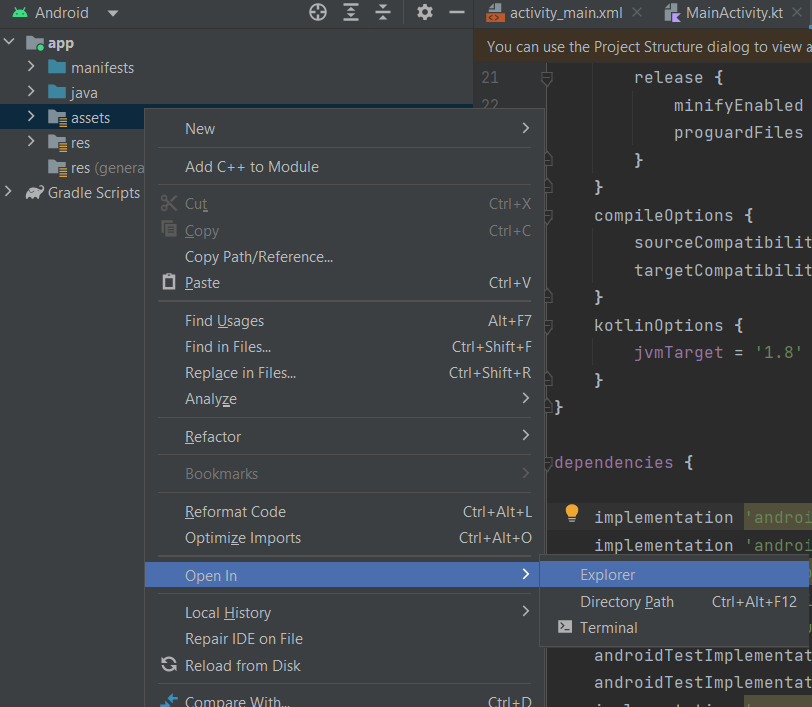 Android
activity_main.xml
MainActivity.kt
You can use the Project Structure dialog to view a
app
manifests
java
assets
res
res (genera
Gradle Scripts
21
22
release {
minifyEnabled
proguardFiles
}
}
compileOptions {
sourceCompatibilit
targetCompatibilit
}
kotlinOptions {
jvmTarget = '1.8'
}
}
dependencies {
implementation 'androi
implementation 'androi
androidTestImplementat
androidTestImplementat
New
Add C++ to Module
Cut Ctrl+X
Copy Ctrl+C
Copy Path/Reference...
Paste Ctrl+V
Find Usages Alt+F7
Find in Files... Ctrl+Shift+F
Replace in Files... Ctrl+Shift+R
Analyze
Refactor
Bookmarks
Reformat Code Ctrl+Alt+L
Optimize Imports Ctrl+Alt+O
Open In
Local History
Repair IDE on File
Reload from Disk
Compare With... Ctrl+D
Explorer
Directory Path Ctrl+Alt+F12
Terminal